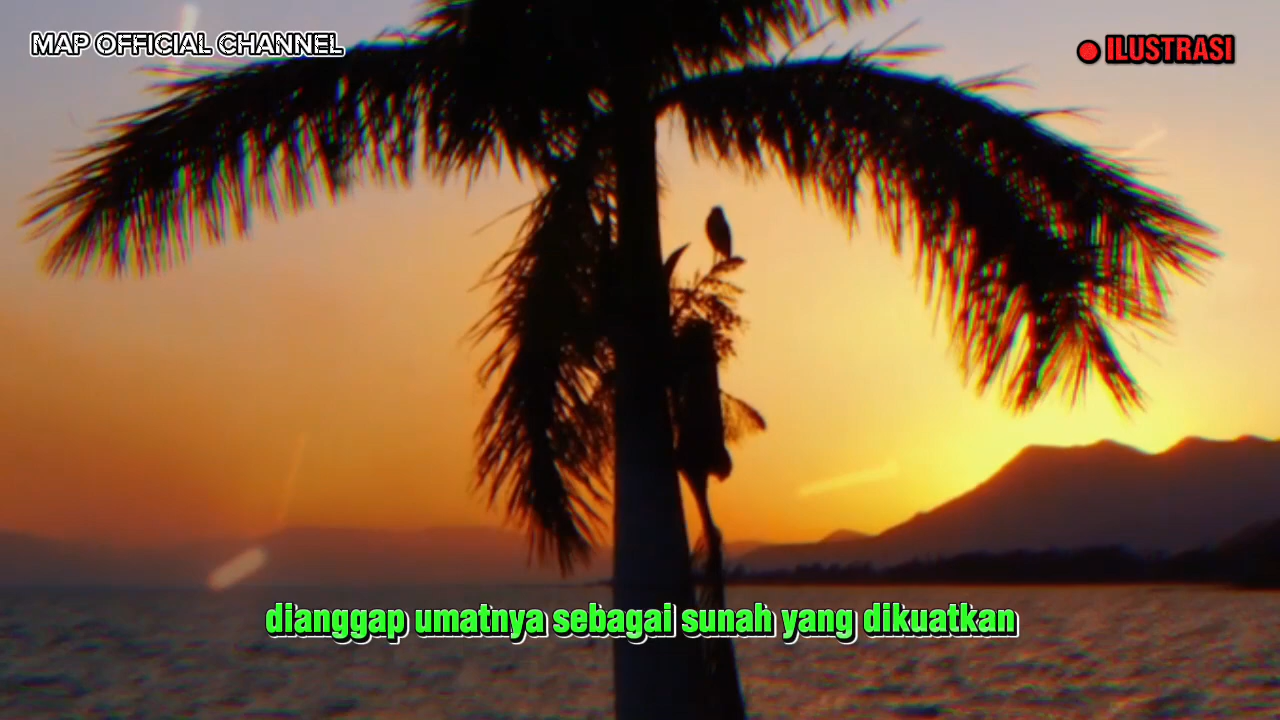 MAP OFFICIAL CHANNEL
ILUSTRASI
dianggap umatnya sebagai sunah yang dikuatkan